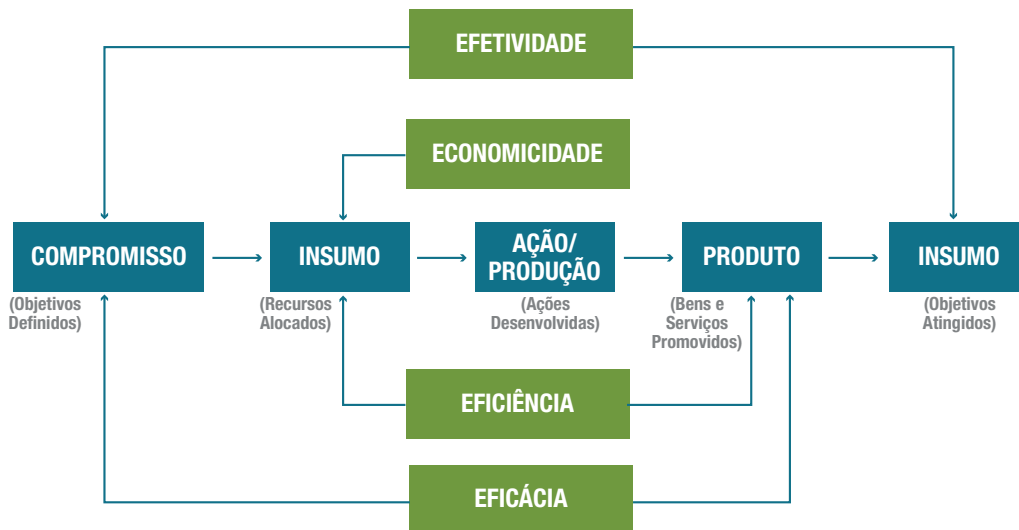 EFETIVIDADE
ECONOMICIDADE
COMPROMISSO
(Objetivos
Definidos)
INSUMO
(Recursos
Alocados)
AÇÃO/
PRODUÇÃO
(Ações
Desenvolvidas)
PRODUTO
(Bens e
Serviços
Promovidos)
INSUMO
(Objetivos
Atingidos)
EFICIÊNCIA
EFICÁCIA